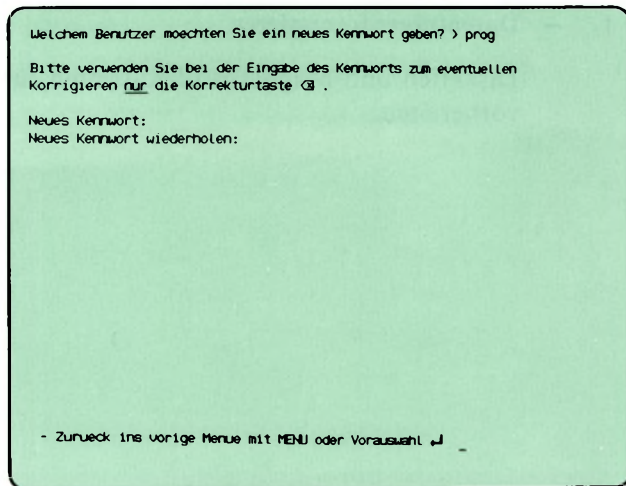 Welchem Benutzer moechten Sie ein neues Kennwort geben? > prog
Bitte verwenden Sie bei der Eingabe des Kennworts zum eventuellen
Korrigieren nur die Korrekturtaste ⌫ .
Neues Kennwort:
Neues Kennwort wiederholen:
- Zurueck ins vorige Menue mit MENU oder Vorauswahl ↵ _